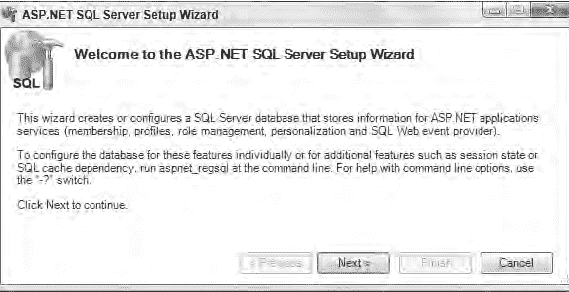 ASP.NET SQL Server Setup Wizard
Welcome to the ASP.NET SQL Server Setup Wizard
SQL
This wizard creates or configures a SQL Server database that stores information for ASP.NET applications
services (membership, profiles, role management, personalization and SQL Web event provider).
To configure the database for these features individually or for additional features such as session state or
SQL cache dependency, run aspnet_regsql at the command line. For help with command line options, use
the "-?" switch.
Click Next to continue.
< Previous Next > Finish Cancel